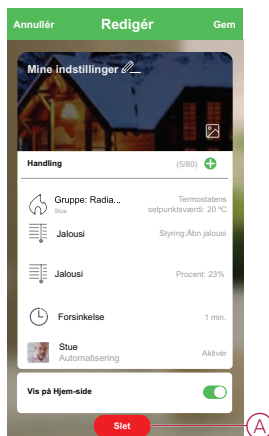 Annullér Redigér Gem
Mine indstillinger
Handling (5/80)
Gruppe: Radia... Termostatens
Stue setpunktsværdi: 20 ºC
Jalousi Styring:Åbn jalousi
Jalousi Procent: 23%
Forsinkelse 1 min.
Stue
Automatisering Aktivér
Vis på Hjem-side
Slet A